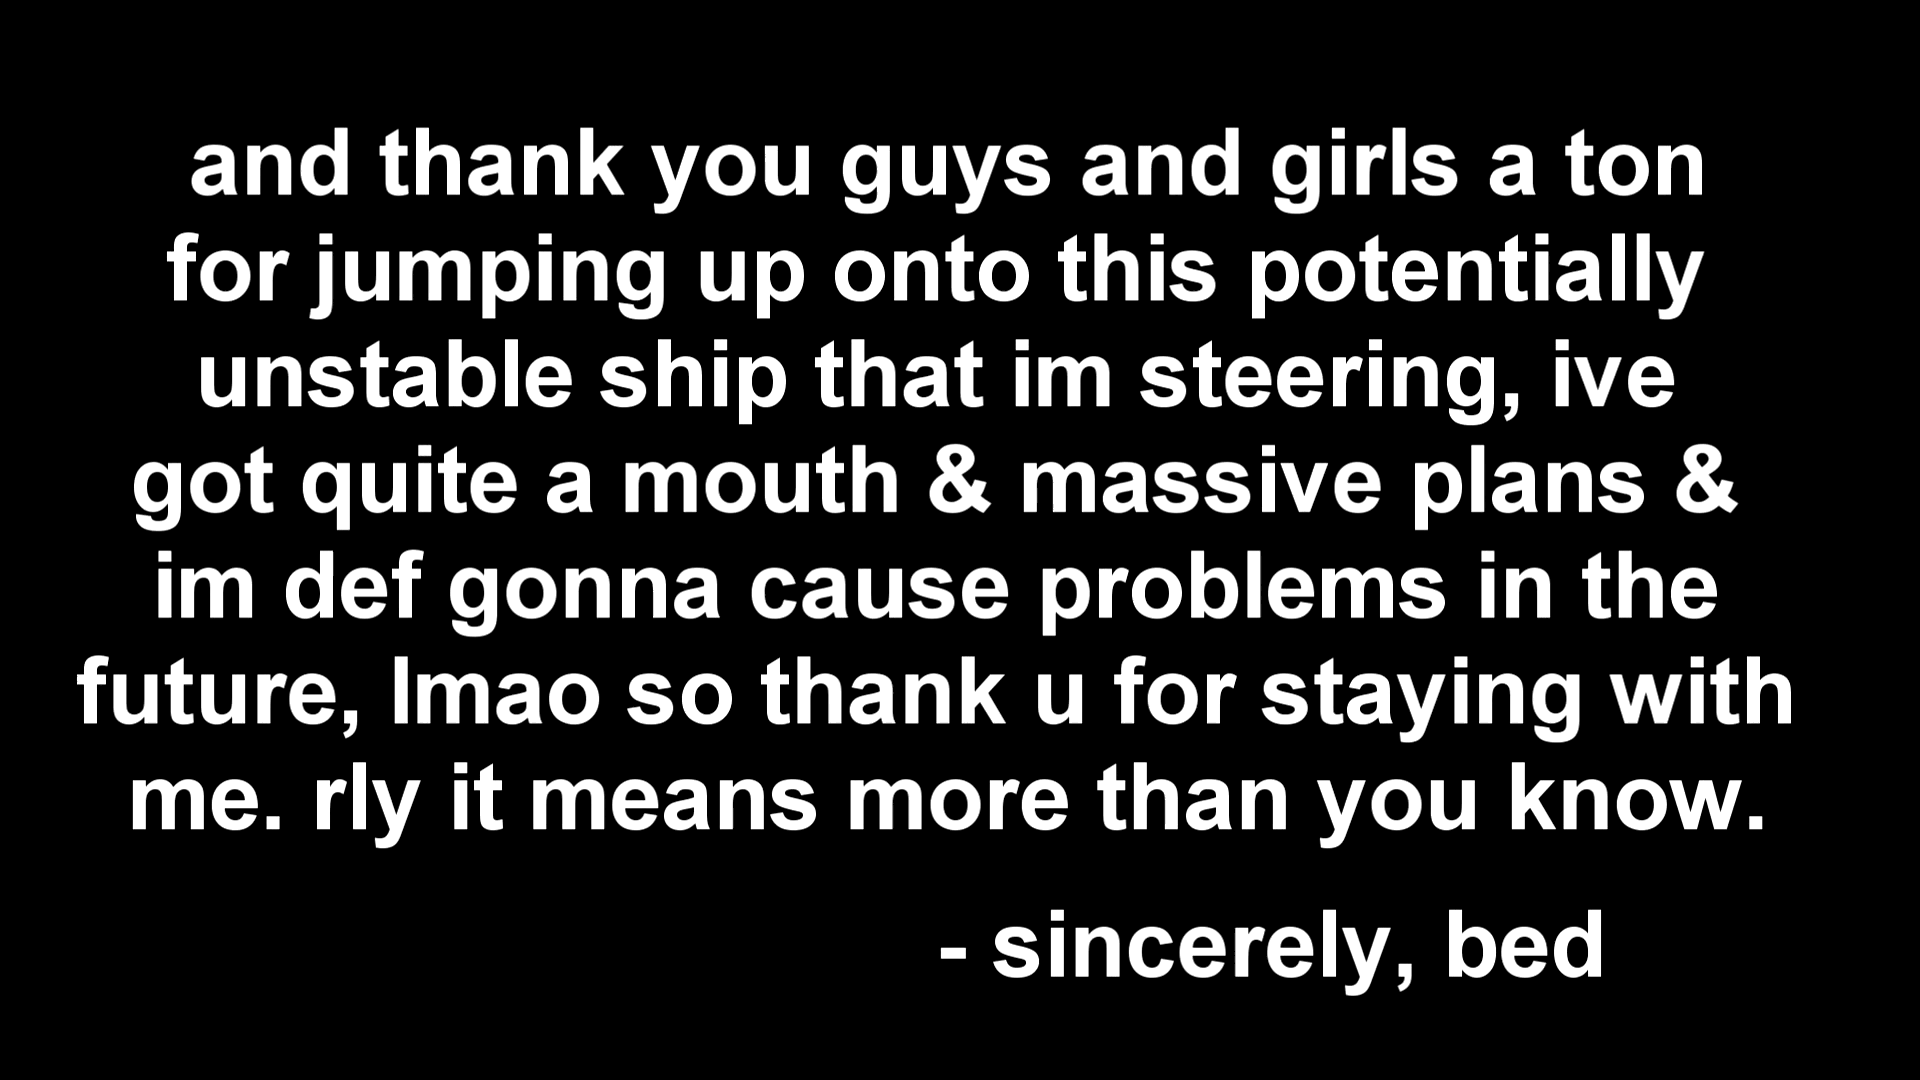 and thank you guys and girls a ton
for jumping up onto this potentially
unstable ship that im steering, ive
got quite a mouth & massive plans &
im def gonna cause problems in the
future, lmao so thank u for staying with
me. rly it means more than you know.
- sincerely, bed